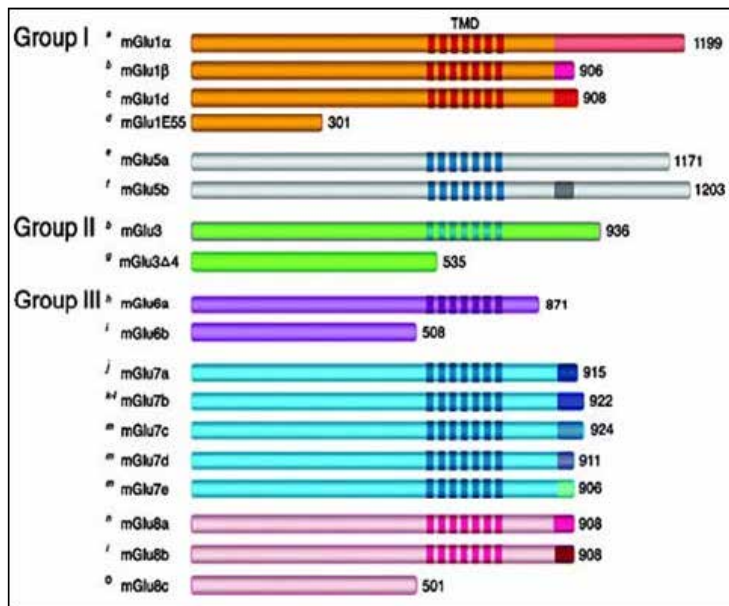 TMD
Group I a mGlu1α 1199
b mGlu1β 906
c mGlu1d 908
d mGlu1E55 301
e mGlu5a 1171
f mGlu5b 1203
Group II b mGlu3 936
g mGlu3Δ4 535
Group III h mGlu6a 871
i mGlu6b 508
j mGlu7a 915
k-l mGlu7b 922
m mGlu7c 924
m mGlu7d 911
m mGlu7e 906
n mGlu8a 908
i mGlu8b 908
o mGlu8c 501